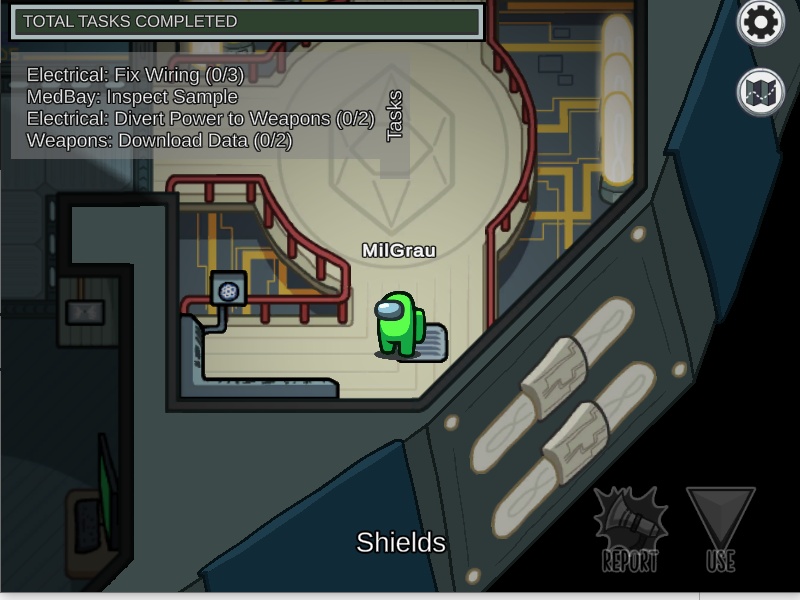 TOTAL TASKS COMPLETED
Electrical: Fix Wiring (0/3)
MedBay: Inspect Sample
Electrical: Divert Power to Weapons (0/2)
Weapons: Download Data (0/2)
Tasks
MilGrau
Shields
REPORT
USE